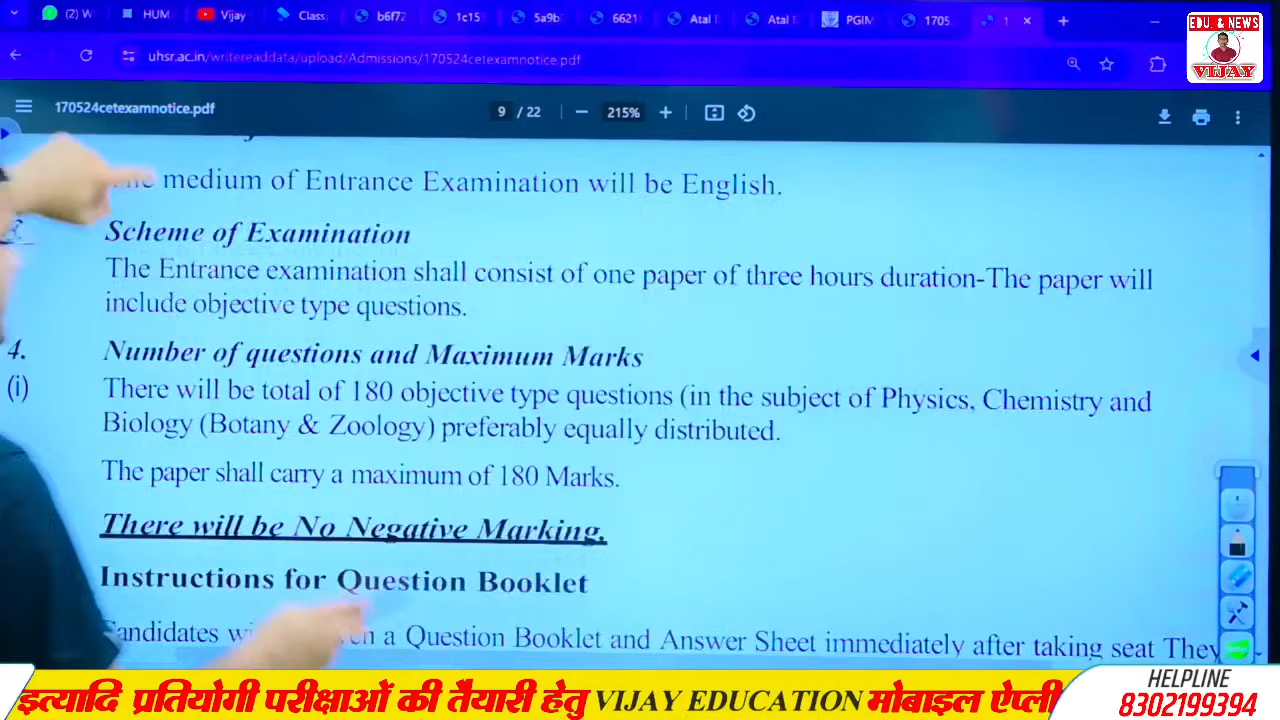 (2) W
HUM
Vijay
Class
b6f72
1c15
5a9b
6621
Atal
Atal
PGIM
1705
1
EDU. & NEWS
VIJAY
uhsr.ac.in/writereaddata/upload/Admissions/170524cetexamnotice.pdf
170524cetexamnotice.pdf
9 / 22
215%
The medium of Entrance Examination will be English.
Scheme of Examination
The Entrance examination shall consist of one paper of three hours duration-The paper will
include objective type questions.
4. Number of questions and Maximum Marks
(i) There will be total of 180 objective type questions (in the subject of Physics, Chemistry and
Biology (Botany & Zoology) preferably equally distributed.
The paper shall carry a maximum of 180 Marks.
There will be No Negative Marking.
Instructions for Question Booklet
Candidates a Question Booklet and Answer Sheet immediately after taking seat They
इत्यादि प्रतियोगी परीक्षाओं की तैयारी हेतु VIJAY EDUCATION मोबाइल ऐप्ली
HELPLINE
8302199394